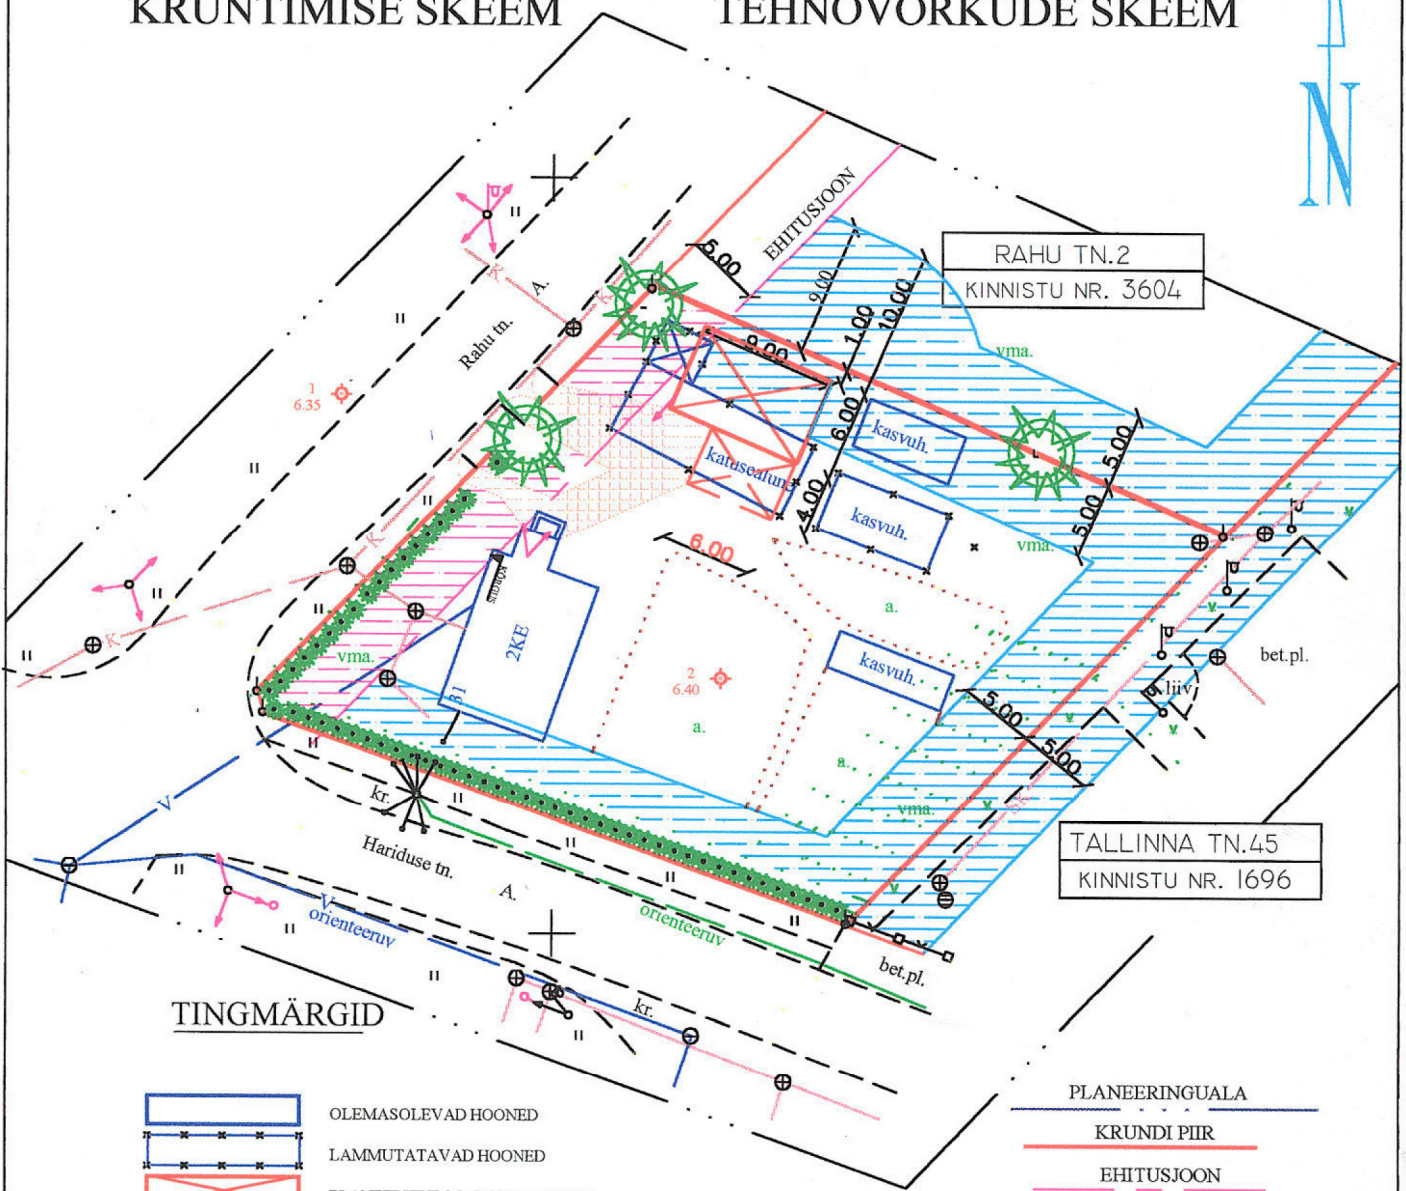 KRUNTIMISE SKEEM
TEHNOVÕRKUDE SKEEM
N
RAHU TN.2
KINNISTU NR. 3604
EHITUSJOON
5.00
9.00
1.00
10.00
A.
K
K
Rahu tn.
1
6.35
9.00
vma.
6.00
kasvuh.
katusealune
4.00
kasvuh.
5.00
5.00
vma.
6.00
K
K
2KE
31
vma.
a.
kasvuh.
2
6.40
a.
a.
vma.
bet.pl.
liiv
5.00
5.00
V
kr.
Hariduse tn.
A.
V
orienteeruv
orienteeruv
TALLINNA TN.45
KINNISTU NR. 1696
bet.pl.
kr.
TINGMÄRGID
OLEMASOLEVAD HOONED
LAMMUTATAVAD HOONED
PLANEERINGUALA
KRUNDI PIIR
EHITUSJOON